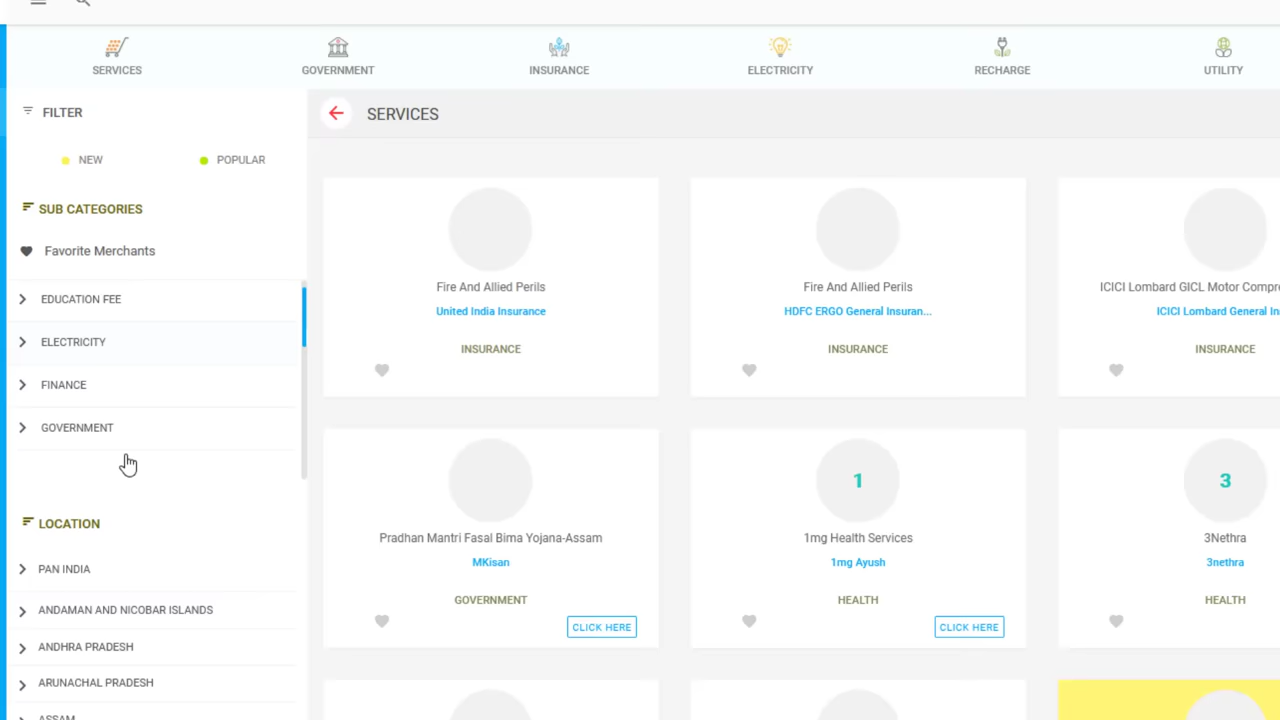 SERVICES
GOVERNMENT
INSURANCE
ELECTRICITY
RECHARGE
UTILITY
FILTER
NEW
POPULAR
SUB CATEGORIES
Favorite Merchants
EDUCATION FEE
ELECTRICITY
FINANCE
GOVERNMENT
LOCATION
PAN INDIA
ANDAMAN AND NICOBAR ISLANDS
ANDHRA PRADESH
ARUNACHAL PRADESH
ASSAM
SERVICES
Fire And Allied Perils
United India Insurance
INSURANCE
Fire And Allied Perils
HDFC ERGO General Insuran...
INSURANCE
ICICI Lombard GICL Motor Compre
ICICI Lombard General In
INSURANCE
Pradhan Mantri Fasal Bima Yojana-Assam
MKisan
GOVERNMENT
CLICK HERE
1
1mg Health Services
1mg Ayush
HEALTH
CLICK HERE
3
3Nethra
3nethra
HEALTH